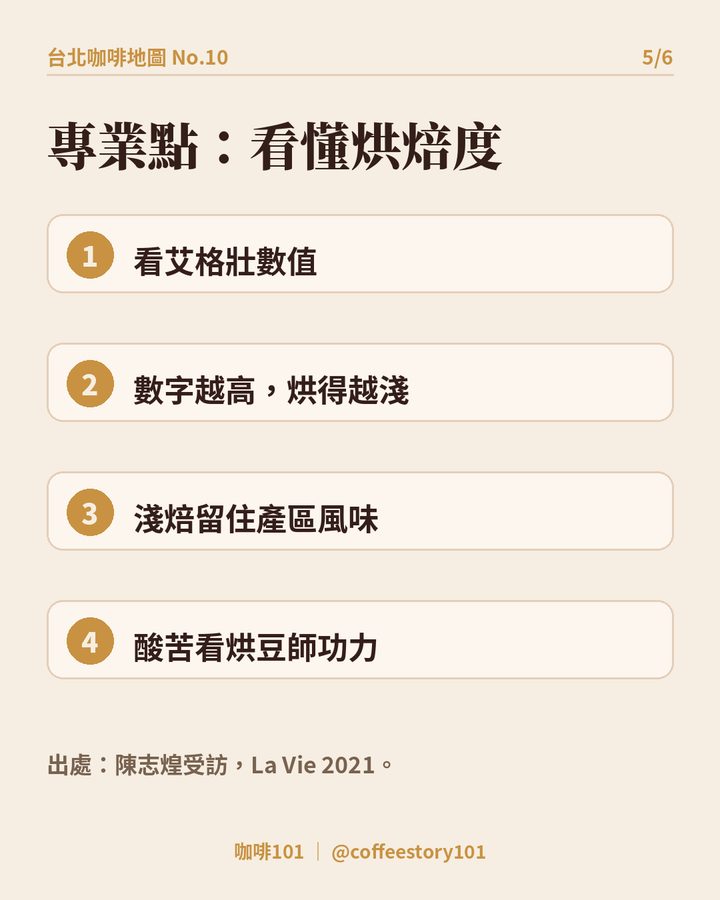 台北咖啡地圖 No.10
5/6
專業點：看懂烘焙度
1 看艾格壯數值
2 數字越高，烘得越淺
3 淺焙留住產區風味
4 酸苦看烘豆師功力
出處：陳志煌受訪，La Vie 2021。
咖啡101｜@coffeestory101